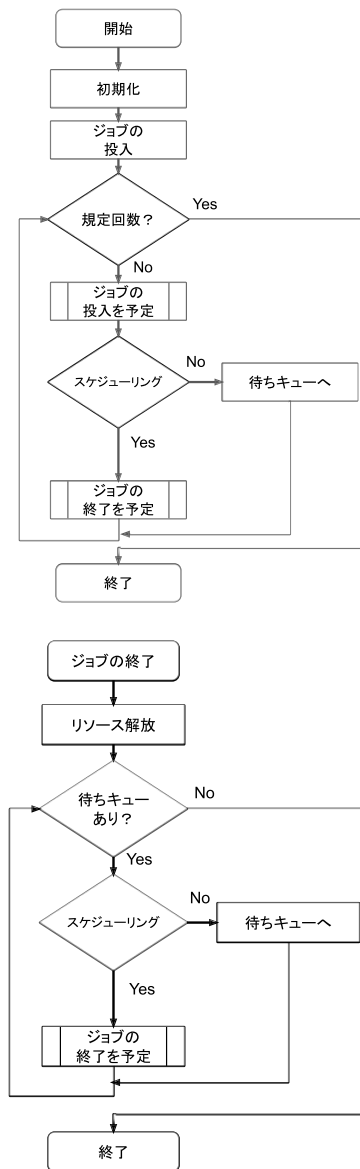 開始
初期化
ジョブの
投入
規定回数？
Yes
No
ジョブの
投入を予定
スケジューリング
No
待ちキューへ
Yes
ジョブの
終了を予定
終了
ジョブの終了
リソース解放
待ちキュー
あり？
No
Yes
スケジューリング
No
待ちキューへ
Yes
ジョブの
終了を予定
終了